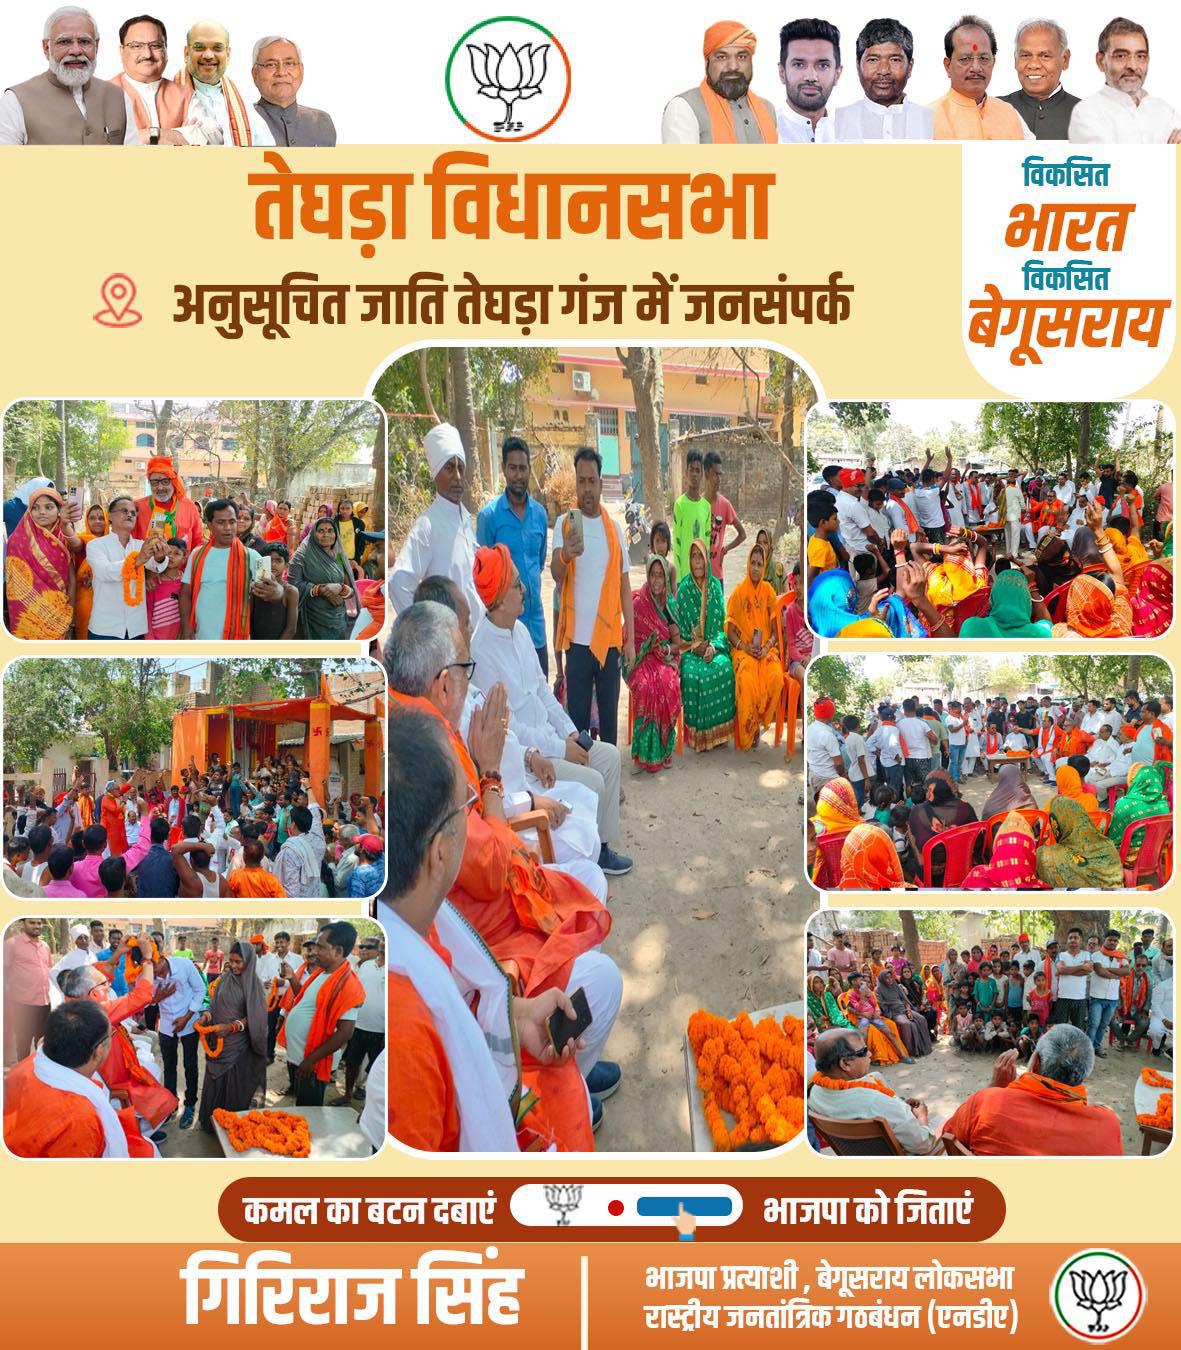 तेघड़ा विधानसभा
अनुसूचित जाति तेघड़ा गंज में जनसंपर्क
विकसित
भारत
विकसित
बेगूसराय
कमल का बटन दबाएं
भाजपा को जिताएं
गिरिराज सिंह
भाजपा प्रत्याशी , बेगूसराय लोकसभा
रास्ट्रीय जनतांत्रिक गठबंधन (एनडीए)